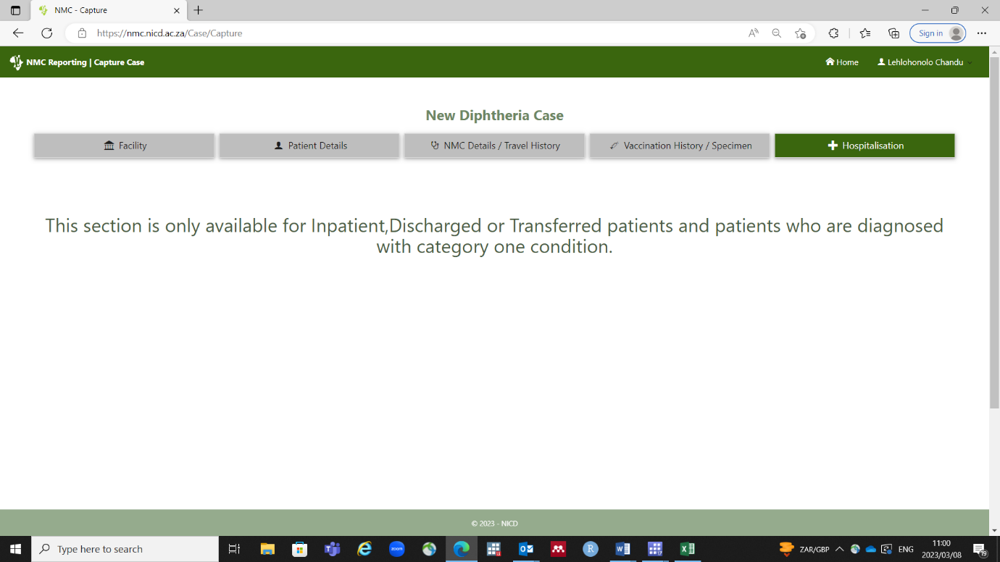 NMC - Capture
https://nmc.nicd.ac.za/Case/Capture
Sign in
NMC Reporting | Capture Case
Home
Lehlohonolo Chandu
New Diphtheria Case
Facility
Patient Details
NMC Details / Travel History
Vaccination History / Specimen
Hospitalisation
This section is only available for Inpatient,Discharged or Transferred patients and patients who are diagnosed
with category one condition.
© 2023 - NICD
Type here to search
zoom
ZAR/GBP
ENG
11:00
2023/03/08
19